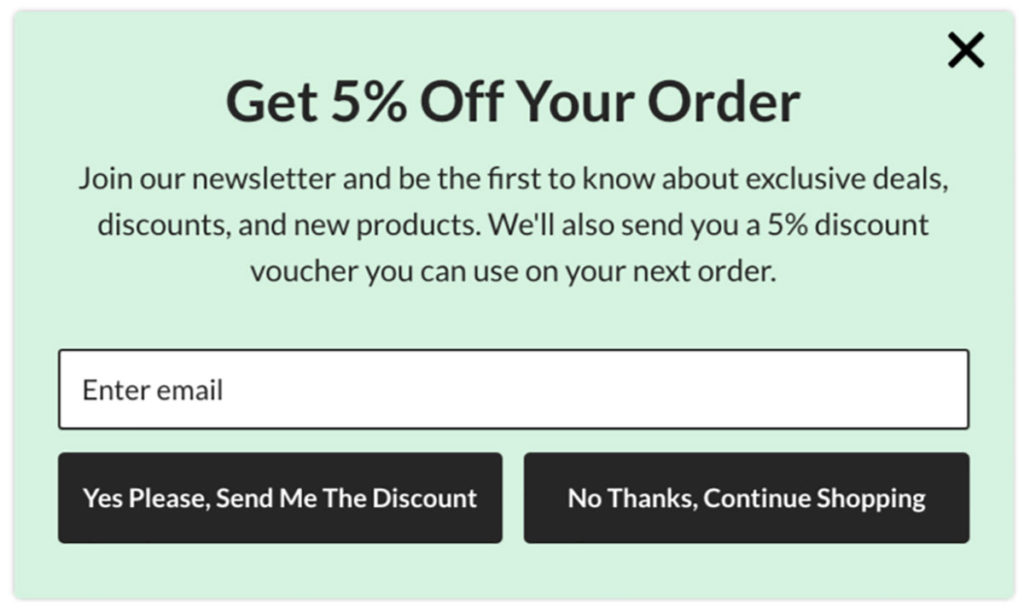 Get 5% Off Your Order
Join our newsletter and be the first to know about exclusive deals,
discounts, and new products. We'll also send you a 5% discount
voucher you can use on your next order.
Enter email
Yes Please, Send Me The Discount
No Thanks, Continue Shopping